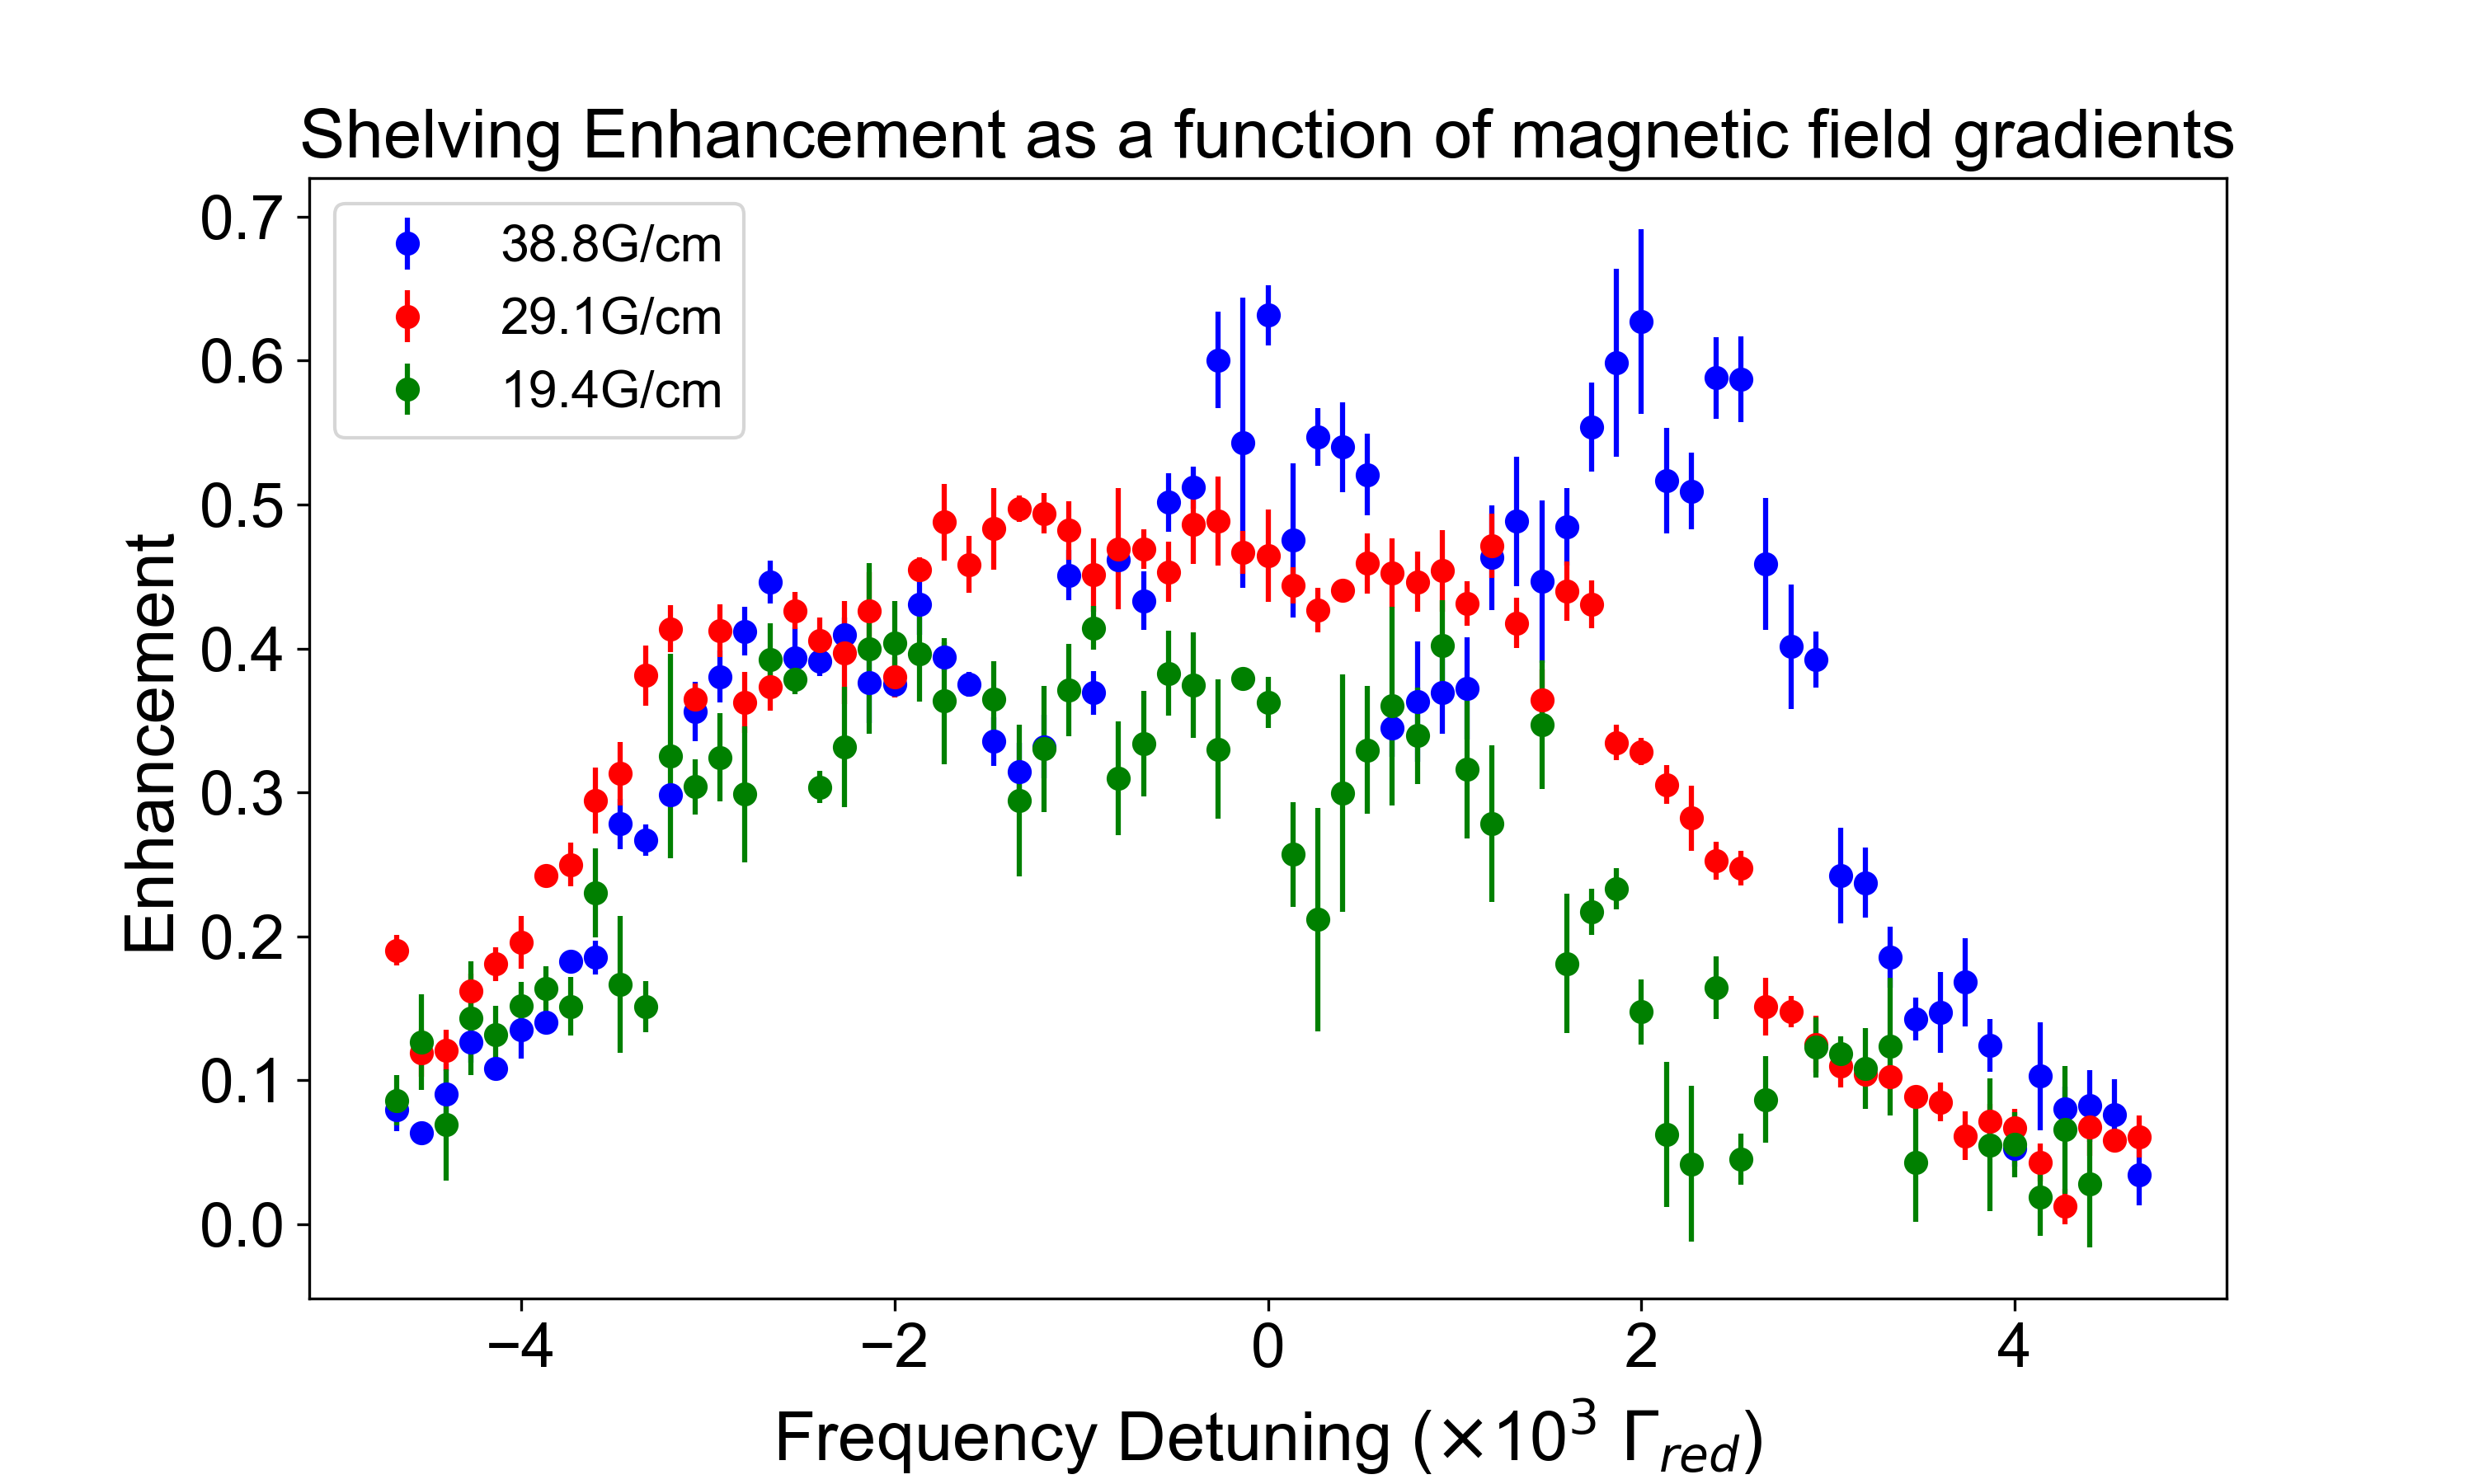 Shelving Enhancement as a function of magnetic field gradients
38.8G/cm
29.1G/cm
19.4G/cm
Enhancement
0.7
0.6
0.5
0.4
0.3
0.2
0.1
0.0
−4 −2 0 2 4
Frequency Detuning (×10³ Γ_red)